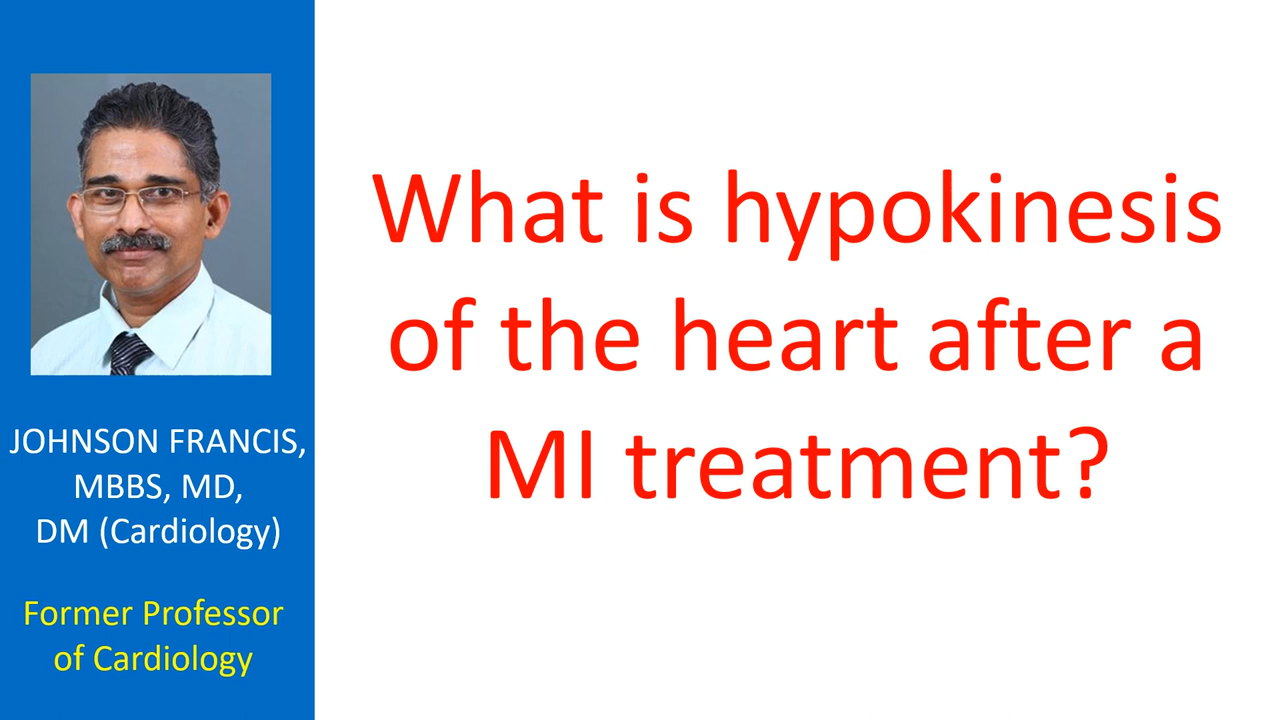 JOHNSON FRANCIS,
MBBS, MD,
DM (Cardiology)
Former Professor
of Cardiology
What is hypokinesis
of the heart after a
MI treatment?